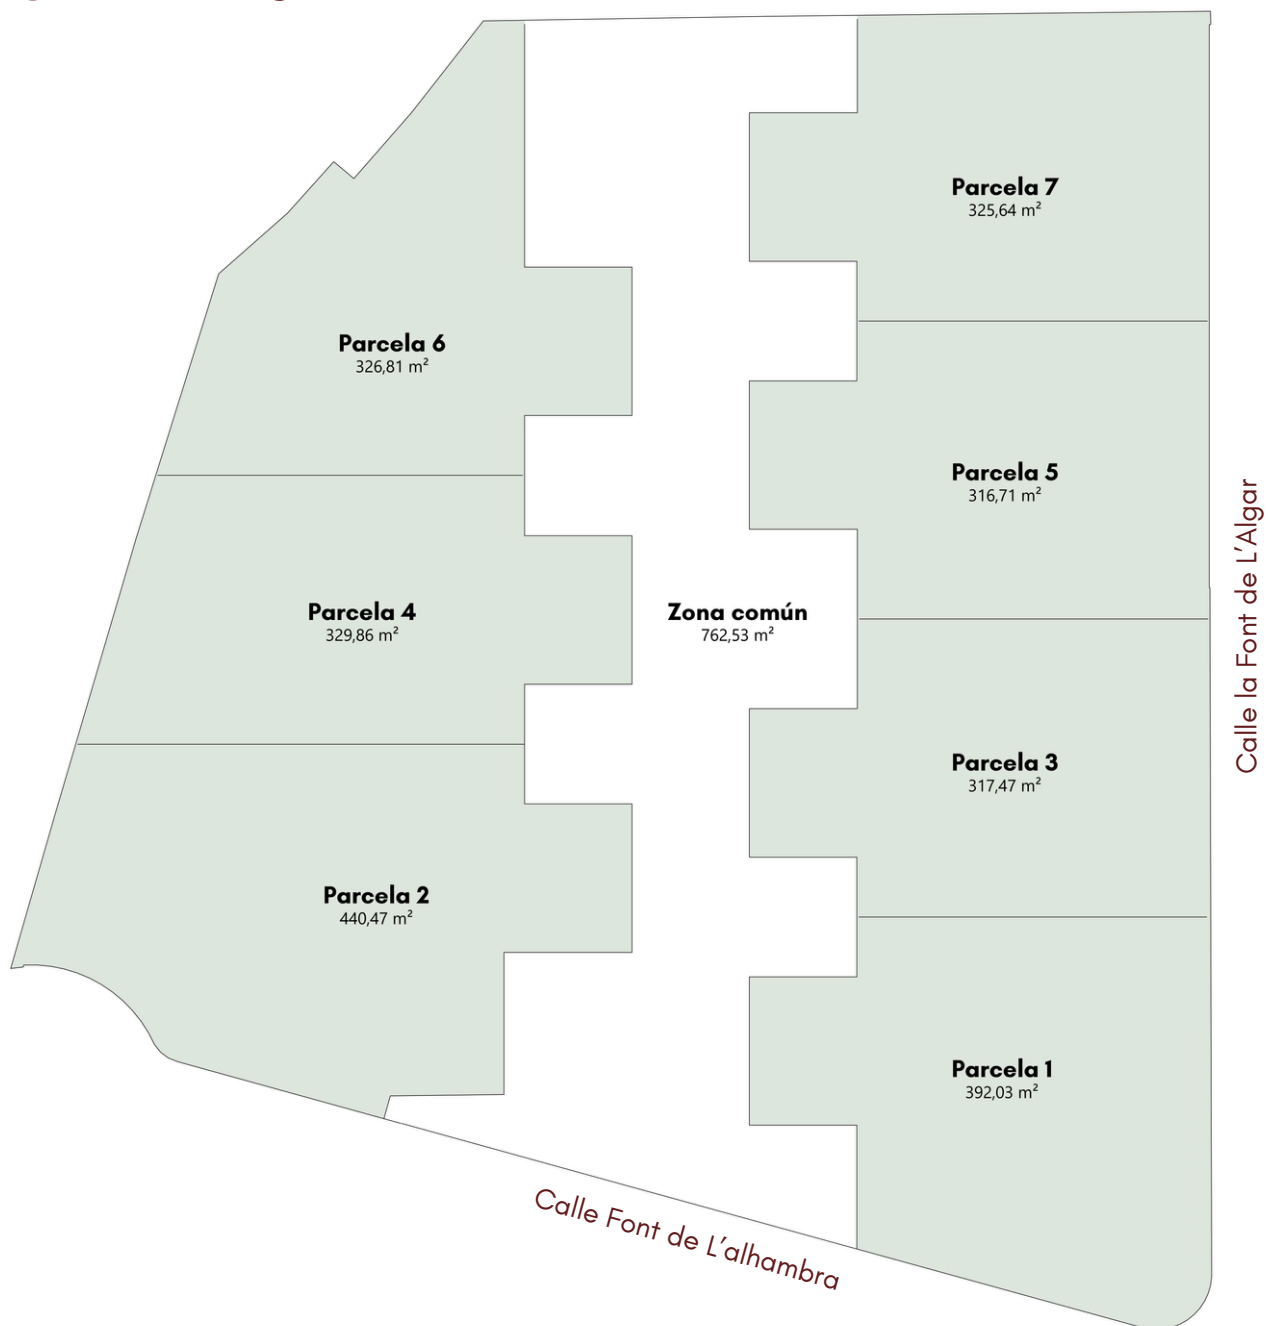 Parcela 7
325,64 m²
Parcela 6
326,81 m²
Parcela 5
316,71 m²
Parcela 4
329,86 m²
Zona común
762,53 m²
Calle la Font de L'Algar
Parcela 3
317,47 m²
Parcela 2
440,47 m²
Parcela 1
392,03 m²
Calle Font de L'alhambra